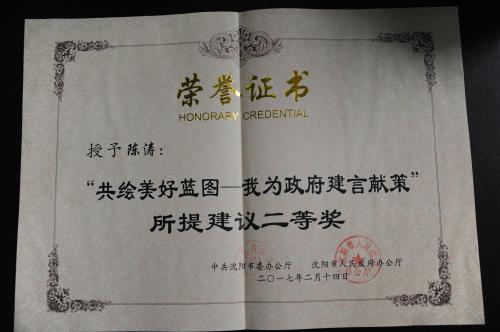 荣誉证书
HONORARY CREDENTIAL
授予陈涛：
“共绘美好蓝图—我为政府建言献策”
所提建议二等奖
中共沈阳市委办公厅 沈阳市人民政府办公厅
二〇一七年二月十四日